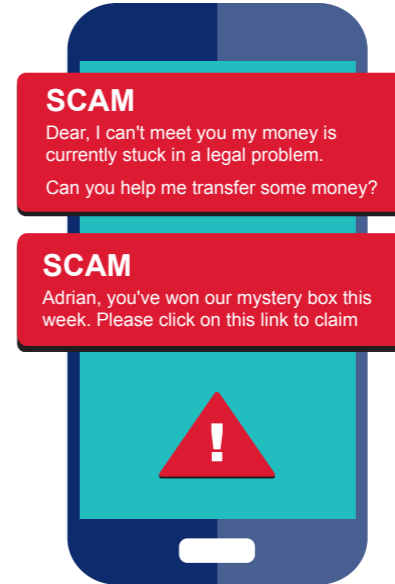 SCAM
Dear, I can't meet you my money is
currently stuck in a legal problem.
Can you help me transfer some money?
SCAM
Adrian, you've won our mystery box this
week. Please click on this link to claim
!